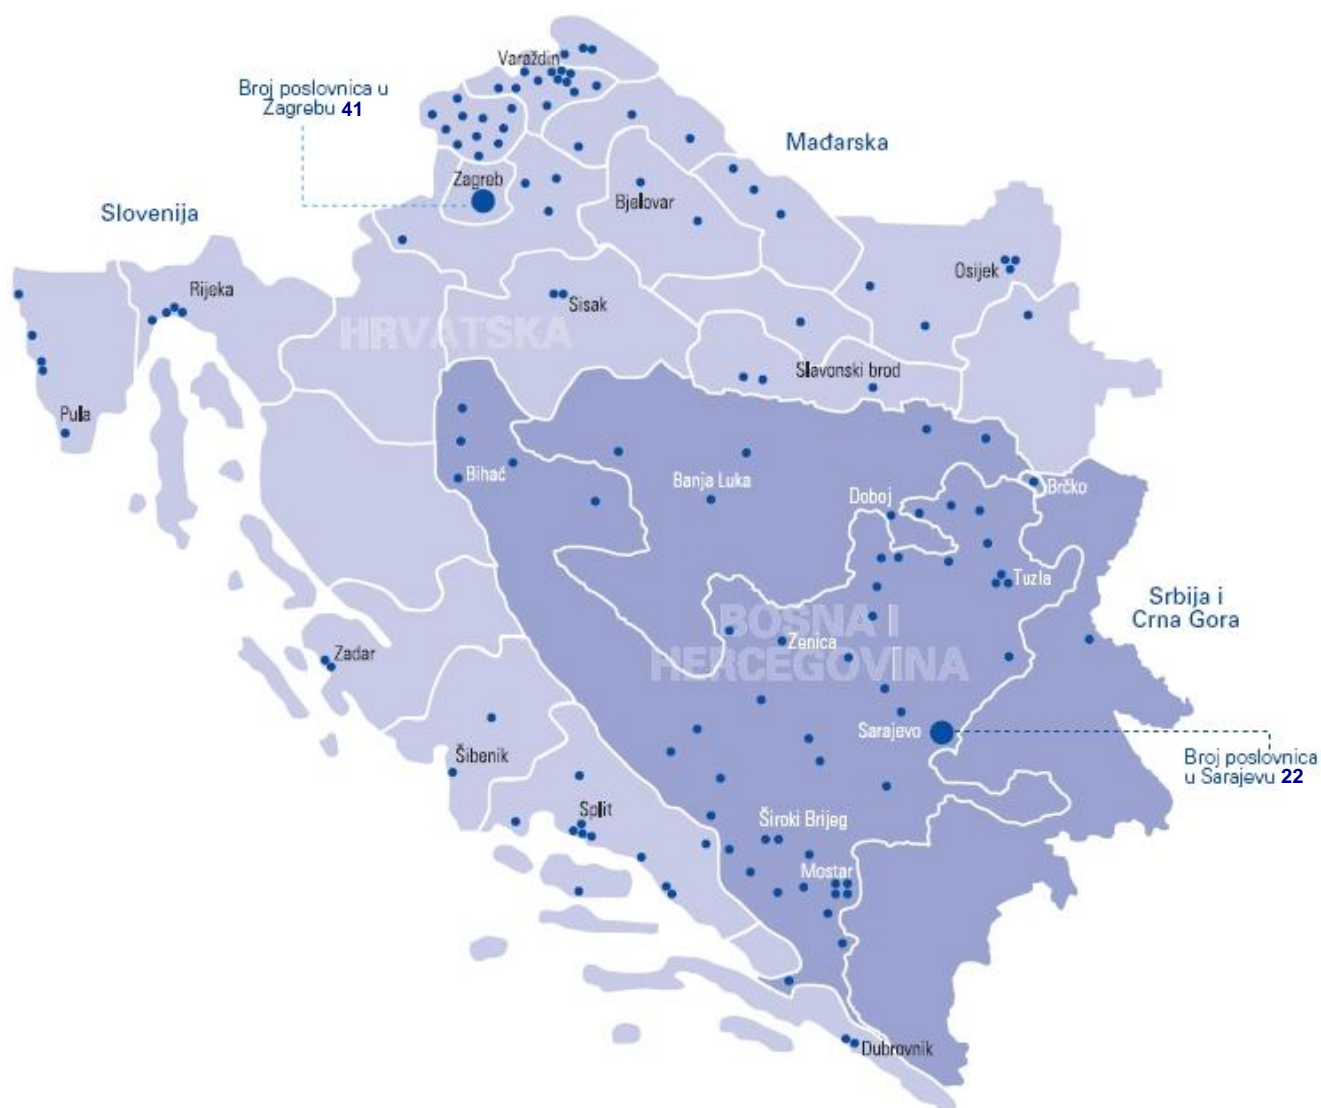 Varaždin
Broj poslovnica u
Zagrebu 41
Mađarska
Zagreb
Bjelovar
Slovenija
Osijek
Rijeka
Sisak
HRVATSKA
Slavonski brod
Pula
Bihać
Banja Luka
Brčko
Doboj
Tuzla
Srbija i
Crna Gora
BOSNA I
HERCEGOVINA
Zenica
Zadar
Sarajevo
Šibenik
Broj poslovnica
u Sarajevu 22
Split
Široki Brijeg
Mostar
Dubrovnik